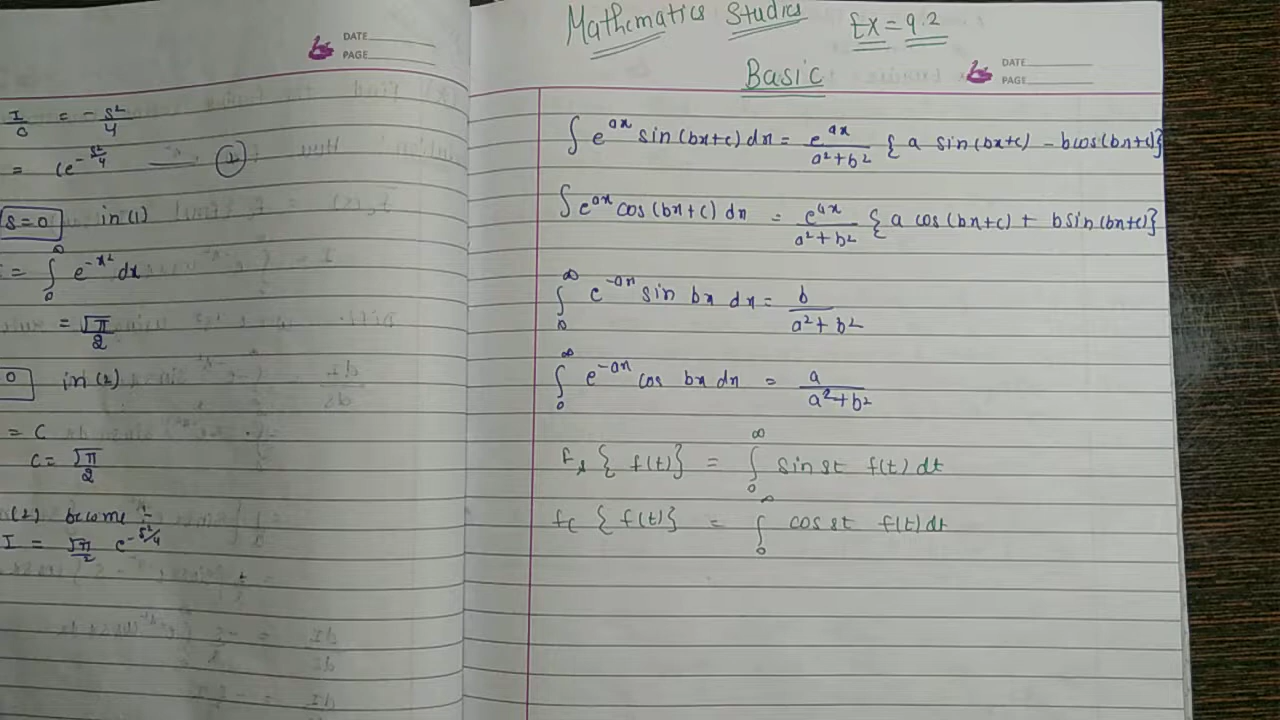 DATE
PAGE
I/0 = - s²/4
= Ce^(-s²/4) — (2)
s=0 in (1)
= ∫₀^∞ e^(-x²) dx
= √π/2
0 in (2)
= C
C = √π/2
(2) become :-
I = √π/2 e^(-s²/4)
Mathematics Studies Ex = 9.2
Basic
DATE
PAGE
∫ e^(ax) sin(bx+c) dx = e^(ax)/(a²+b²) { a sin(bx+c) - b cos(bx+c)}
∫ e^(ax) cos(bx+c) dx = e^(ax)/(a²+b²) { a cos(bx+c) + b sin(bx+c)}
∫₀^∞ e^(-ax) sin bx dx = b/(a²+b²)
∫₀^∞ e^(-ax) cos bx dx = a/(a²+b²)
Fs { f(t)} = ∫₀^∞ sin st f(t) dt
fc { f(t)} = ∫₀^∞ cos st f(t) dt